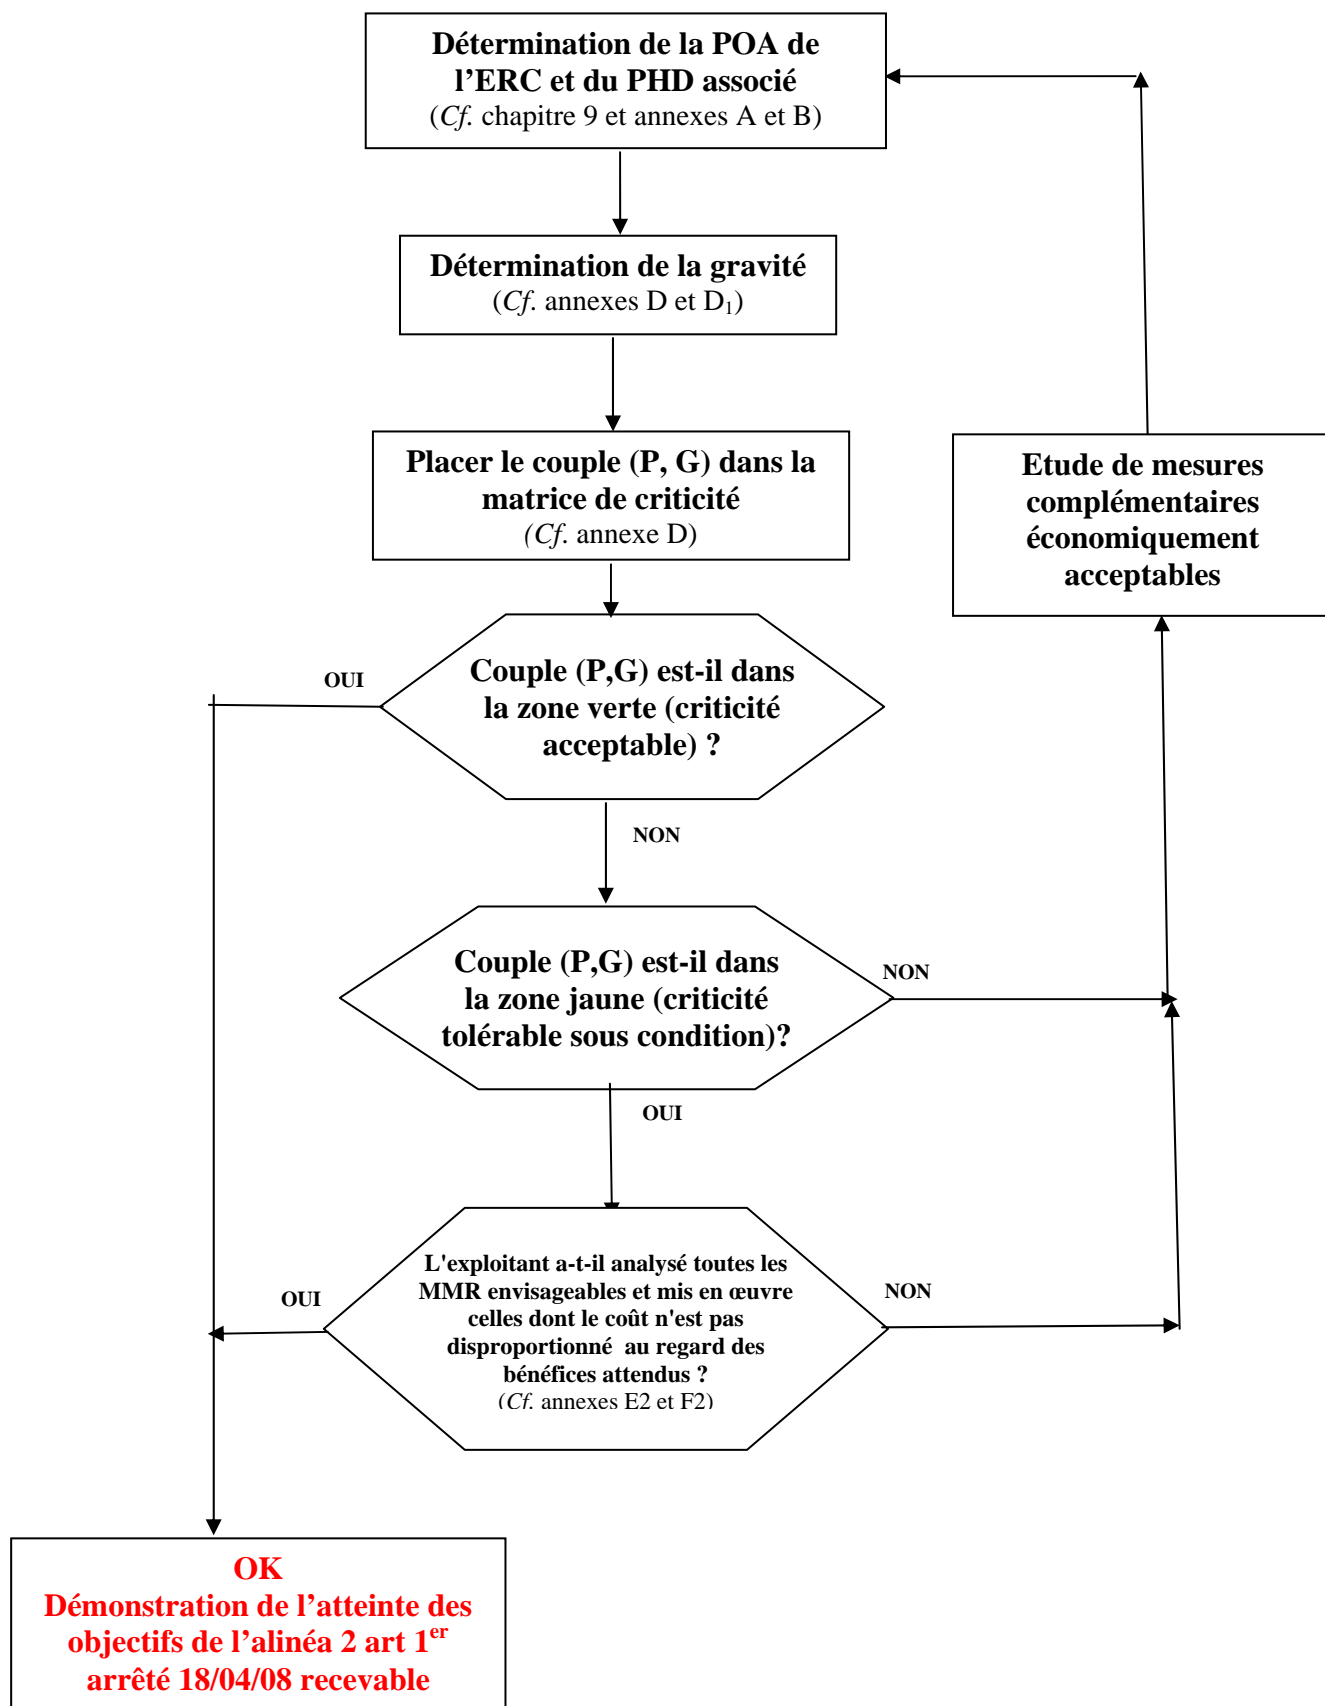 Détermination de la POA de
l’ERC et du PHD associé
(Cf. chapitre 9 et annexes A et B)
Détermination de la gravité
(Cf. annexes D et D₁)
Placer le couple (P, G) dans la
matrice de criticité
(Cf. annexe D)
Etude de mesures
complémentaires
économiquement
acceptables
Couple (P,G) est-il dans
la zone verte (criticité
acceptable) ?
OUI
NON
Couple (P,G) est-il dans
la zone jaune (criticité
tolérable sous condition)?
NON
OUI
L'exploitant a-t-il analysé toutes les
MMR envisageables et mis en œuvre
celles dont le coût n'est pas
disproportionné au regard des
bénéfices attendus ?
(Cf. annexes E2 et F2)
OUI
NON
OK
Démonstration de l’atteinte des
objectifs de l’alinéa 2 art 1er
arrêté 18/04/08 recevable